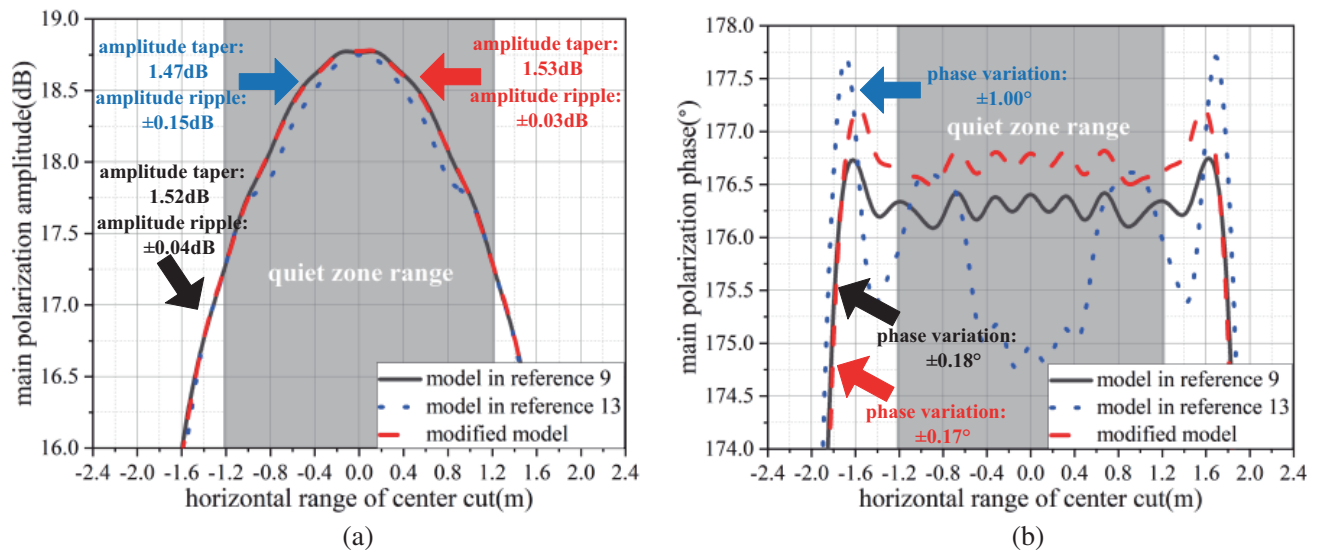 19.0
18.5
18.0
17.5
17.0
16.5
16.0
main polarization amplitude(dB)
amplitude taper:
1.47dB
amplitude ripple:
±0.15dB
amplitude taper:
1.53dB
amplitude ripple:
±0.03dB
amplitude taper:
1.52dB
amplitude ripple:
±0.04dB
quiet zone range
model in reference 9
model in reference 13
modified model
-2.4 -2.0 -1.6 -1.2 -0.8 -0.4 0.0 0.4 0.8 1.2 1.6 2.0 2.4
horizontal range of center cut(m)
(a)
178.0
177.5
177.0
176.5
176.0
175.5
175.0
174.5
174.0
main polarization phase(°)
phase variation:
±1.00°
quiet zone range
phase variation:
±0.18°
phase variation:
±0.17°
model in reference 9
model in reference 13
modified model
-2.4 -2.0 -1.6 -1.2 -0.8 -0.4 0.0 0.4 0.8 1.2 1.6 2.0 2.4
horizontal range of center cut(m)
(b)